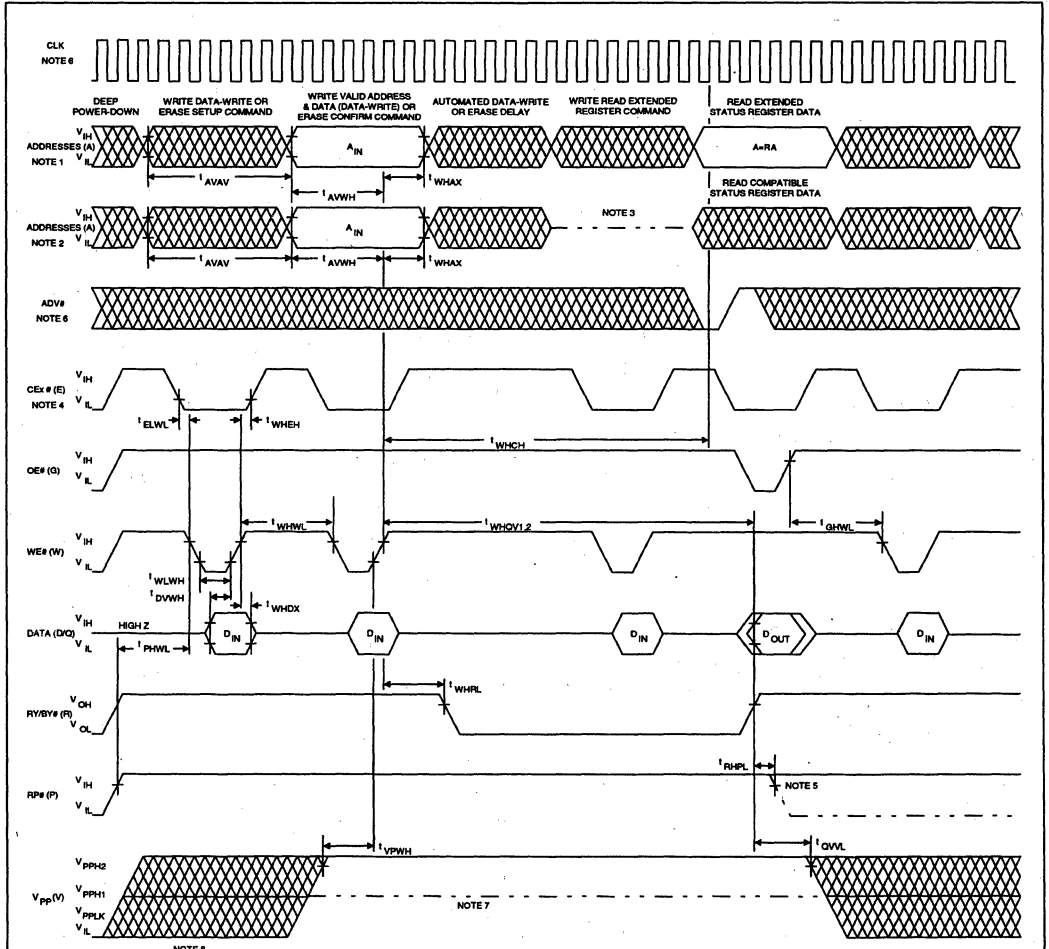 CLK
NOTE 6
DEEP POWER-DOWN
WRITE DATA-WRITE OR ERASE SETUP COMMAND
WRITE VALID ADDRESS & DATA (DATA-WRITE) OR ERASE CONFIRM COMMAND
AUTOMATED DATA-WRITE OR ERASE DELAY
WRITE READ EXTENDED REGISTER COMMAND
READ EXTENDED STATUS REGISTER DATA
V IH
ADDRESSES (A)
V IL
NOTE 1
A IN
A=RA
t AVAV
t AVWH
t WHAX
READ COMPATIBLE STATUS REGISTER DATA
V IH
ADDRESSES (A)
V IL
NOTE 2
A IN
NOTE 3
t AVAV
t AVWH
t WHAX
ADV#
NOTE 6
V IH
CEx # (E)
V IL
NOTE 4
t ELWL
t WHEH
t WHCH
V IH
OE# (G)
V IL
t WHWL
t WHQV1,2
t GHWL
V IH
WE# (W)
V IL
t WLWH
t DVWH
t WHDX
V IH
DATA (D/Q)
V IL
HIGH Z
D IN
D IN
D IN
D OUT
D IN
t PHWL
t WHRL
V OH
RY/BY# (R)
V OL
t RHPL
V IH
RP# (P)
V IL
NOTE 5
t VPWH
t QVVL
V PPH2
V PP (V)
V PPH1
V PPLK
V IL
NOTE 7
NOTE 8